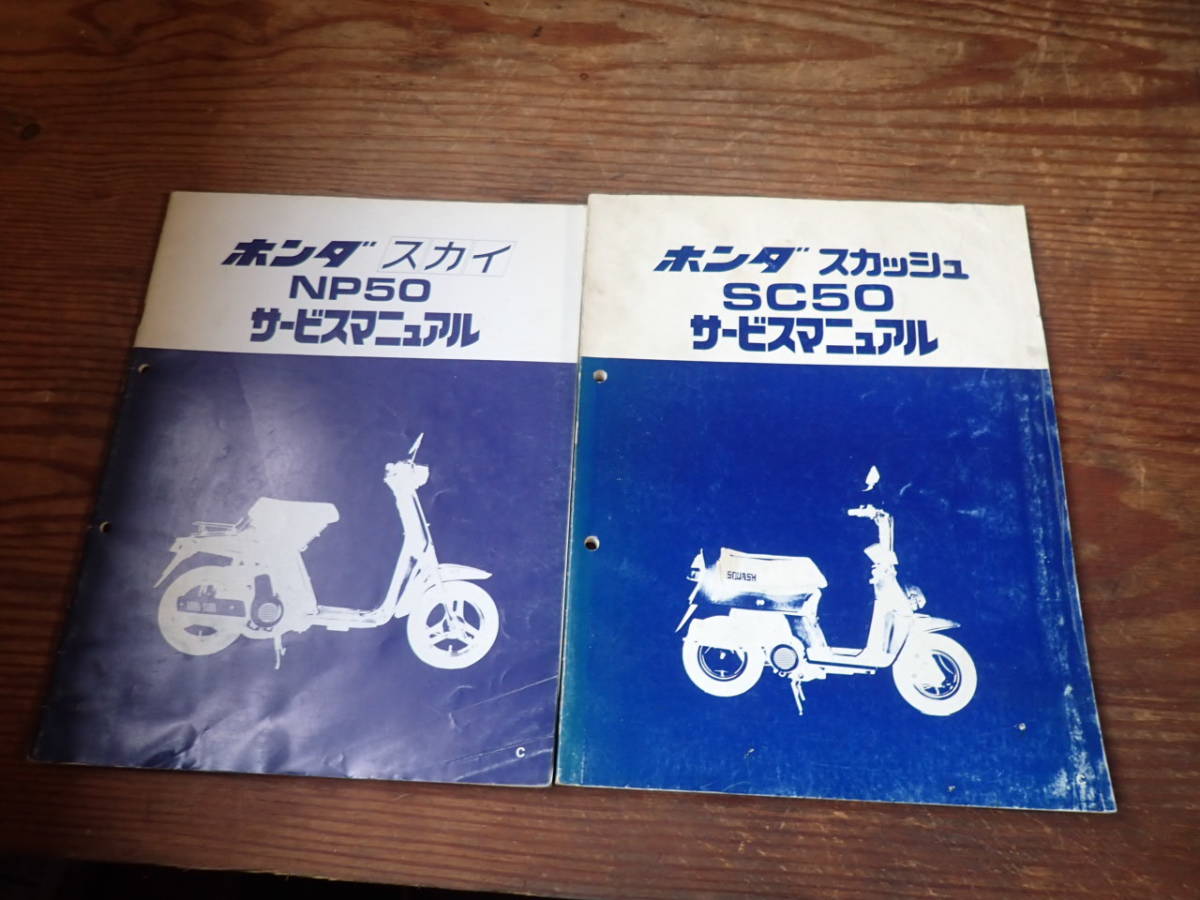 ホンダ スカイ
NP50
サービスマニュアル
C
ホンダ スカッシュ
SC50
サービスマニュアル
SQUASH